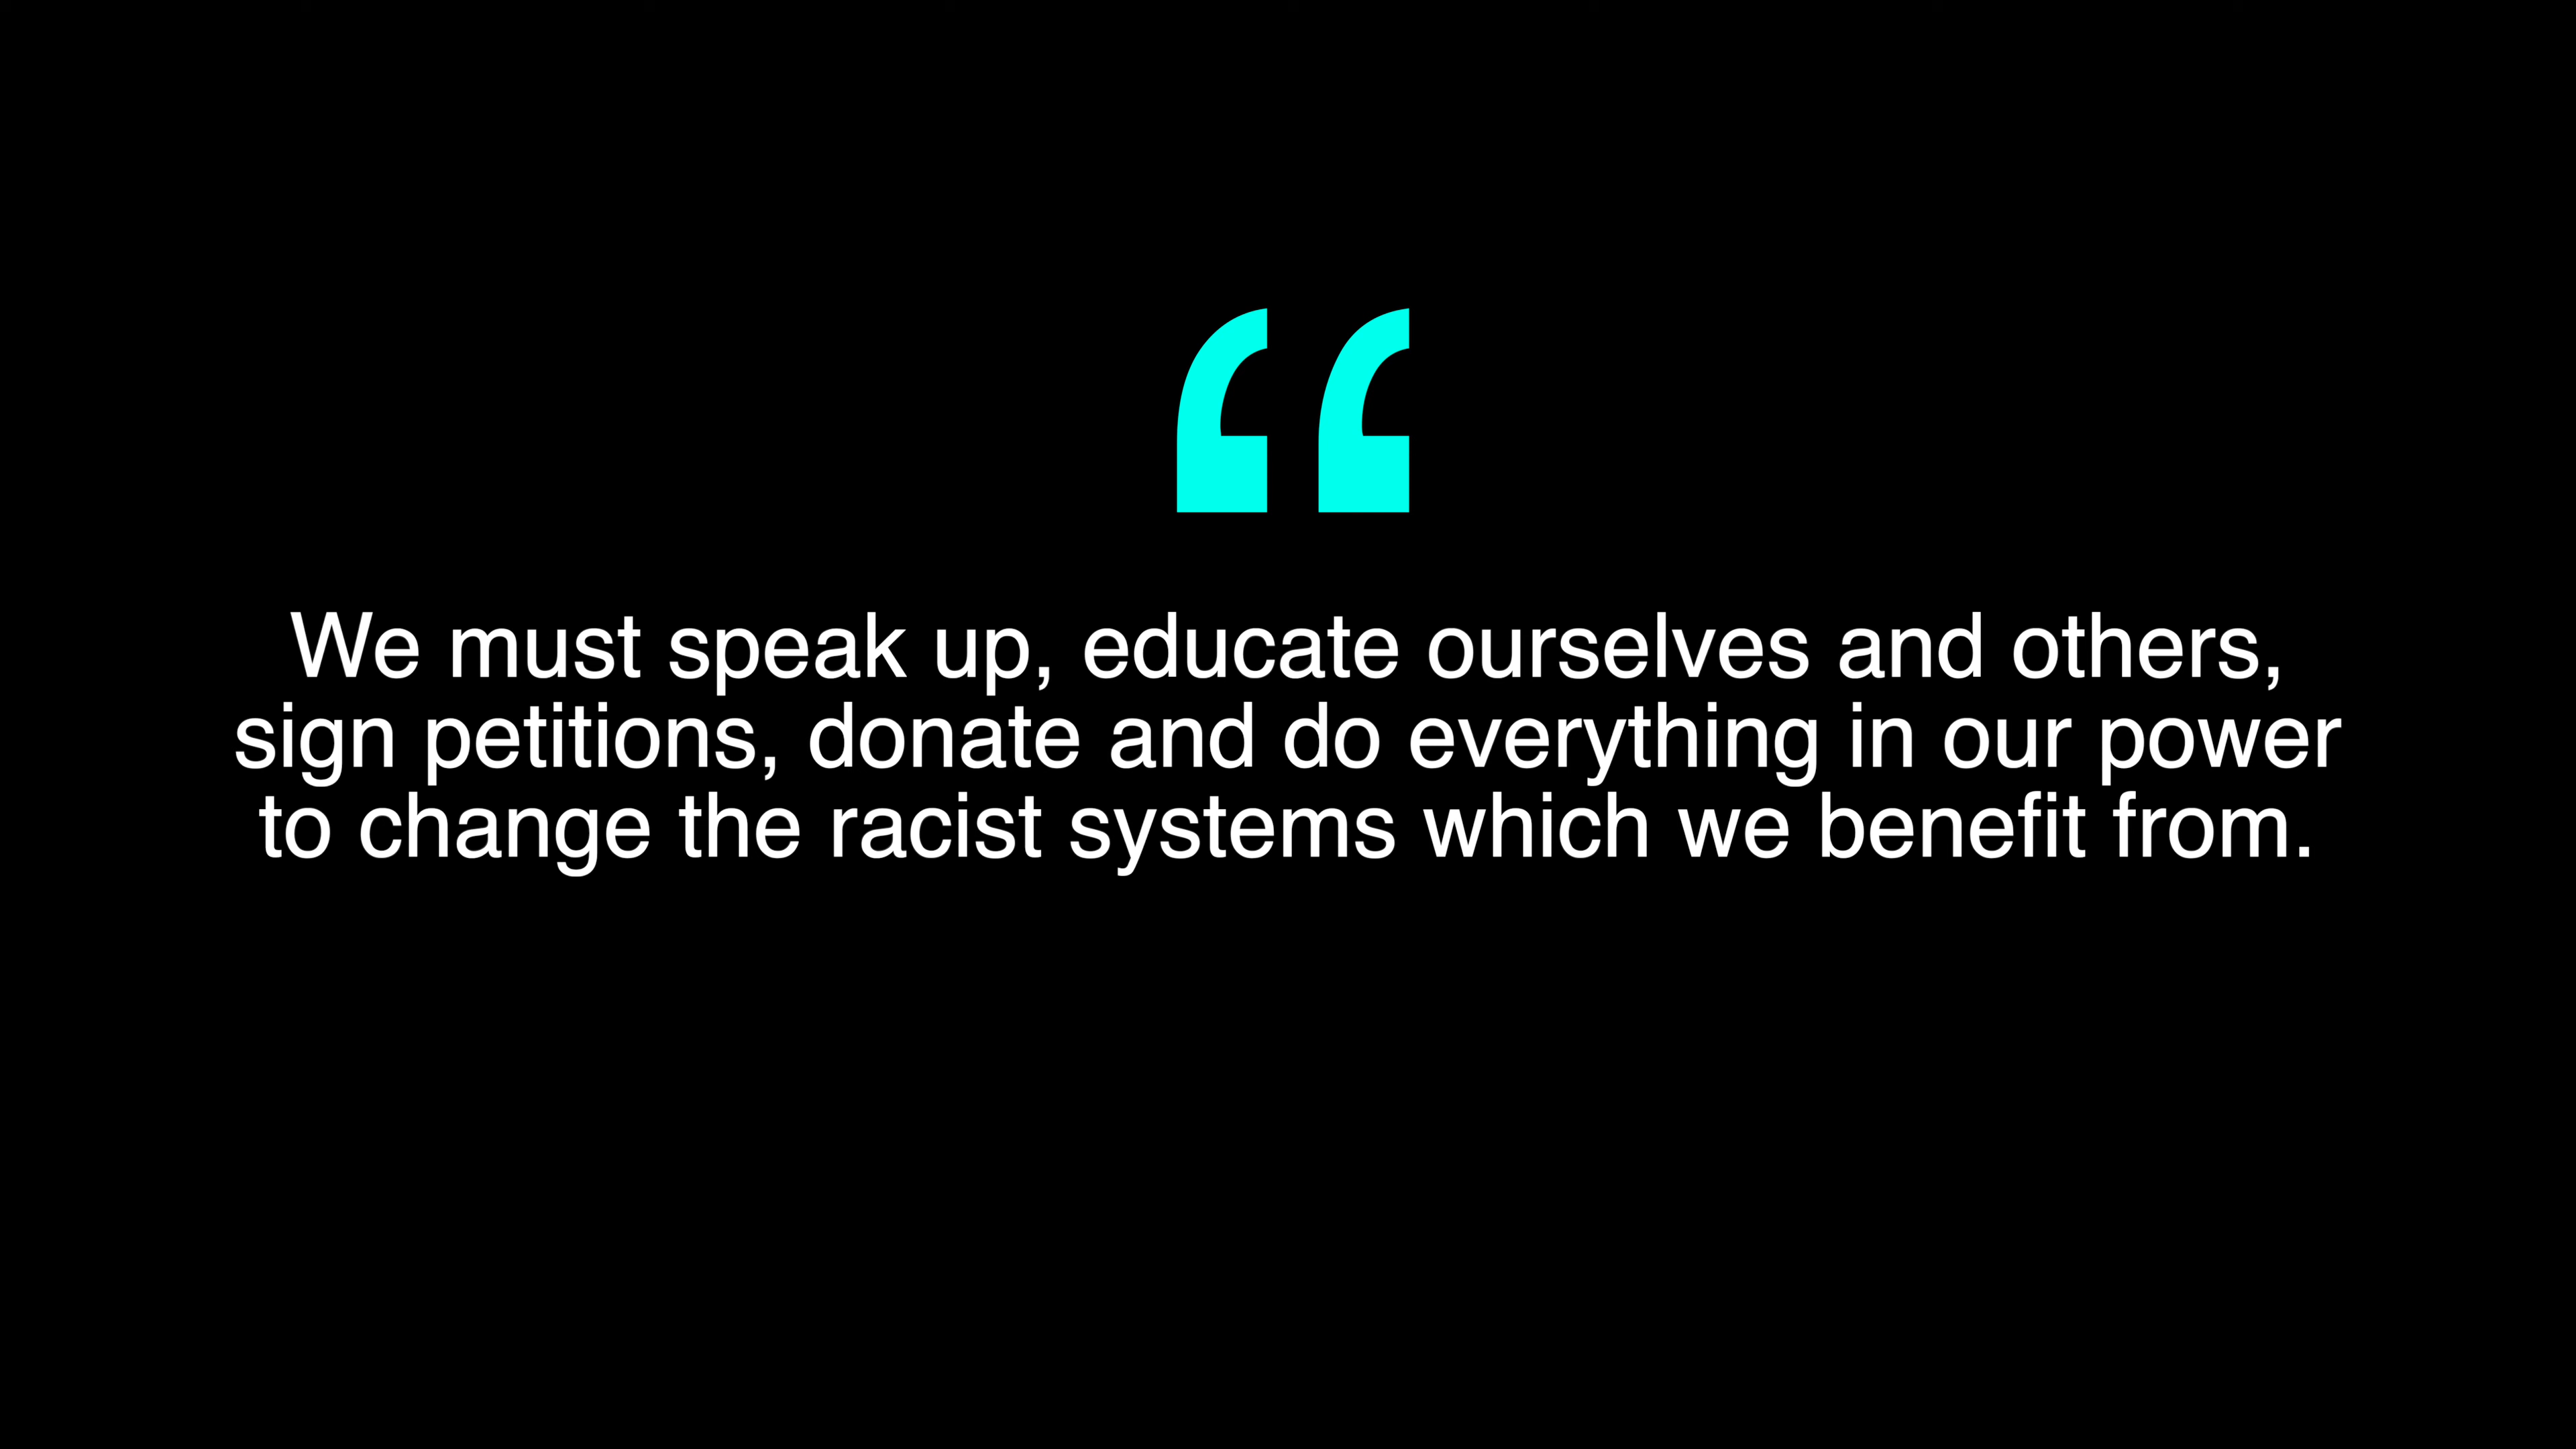 “
We must speak up, educate ourselves and others,
sign petitions, donate and do everything in our power
to change the racist systems which we benefit from.